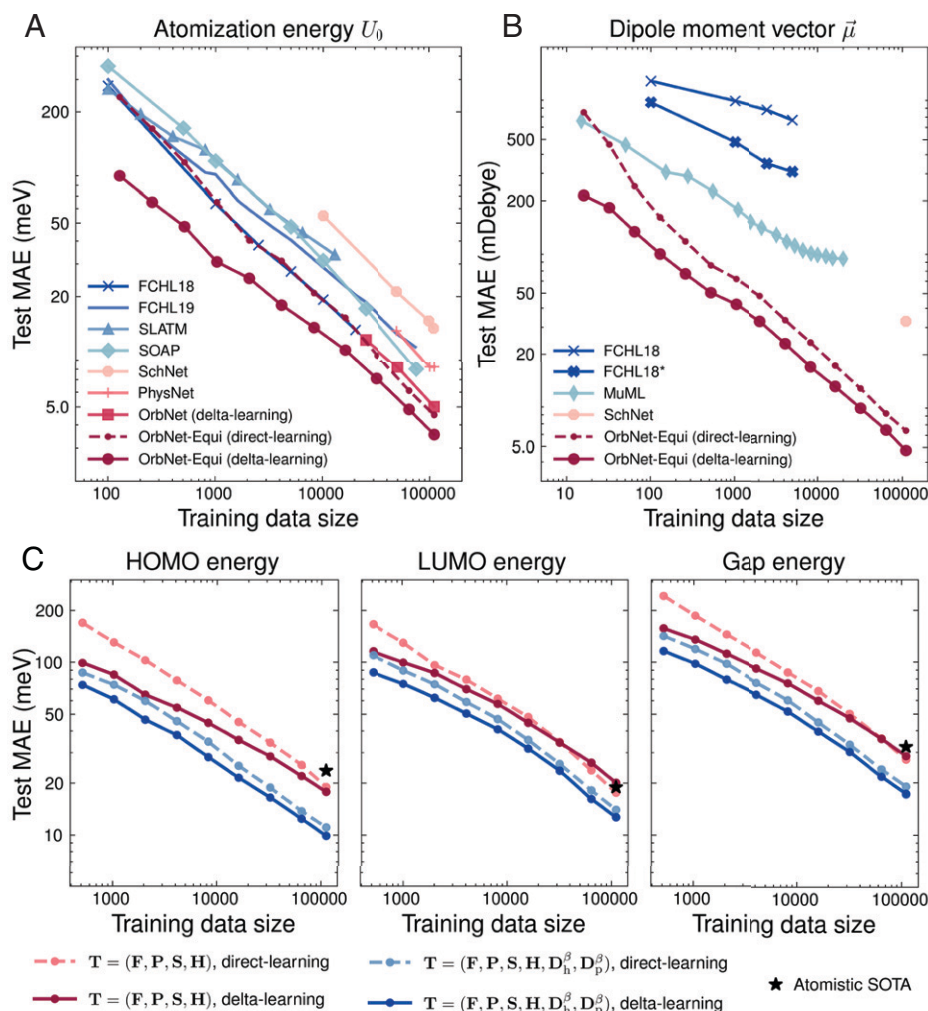 A
Atomization energy U₀
Test MAE (meV)
200
50
20
5.0
FCHL18
FCHL19
SLATM
SOAP
SchNet
PhysNet
OrbNet (delta-learning)
OrbNet-Equi (direct-learning)
OrbNet-Equi (delta-learning)
100 1000 10000 100000
Training data size
B
Dipole moment vector μ⃗
Test MAE (mDebye)
500
200
50
20
5.0
FCHL18
FCHL18*
MuML
SchNet
OrbNet-Equi (direct-learning)
OrbNet-Equi (delta-learning)
10 100 1000 10000 100000
Training data size
C
HOMO energy
Test MAE (meV)
200
100
50
20
10
1000 10000 100000
Training data size
LUMO energy
1000 10000 100000
Training data size
Gap energy
1000 10000 100000
Training data size
T = (F, P, S, H), direct-learning
T = (F, P, S, H), delta-learning
T = (F, P, S, H, D_h^β, D_p^β), direct-learning
T = (F, P, S, H, D_h^β, D_p^β), delta-learning
★ Atomistic SOTA